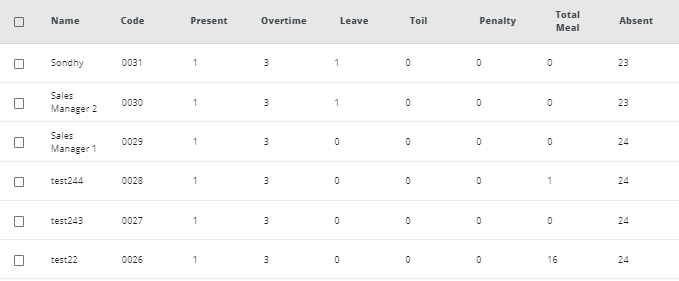 Name Code Present Overtime Leave Toil Penalty Total Meal Absent
Sondhy 0031 1 3 1 0 0 0 23
Sales Manager 2 0030 1 3 1 0 0 0 23
Sales Manager 1 0029 1 3 0 0 0 0 24
test244 0028 1 3 0 0 0 1 24
test243 0027 1 3 0 0 0 0 24
test22 0026 1 3 0 0 0 16 24